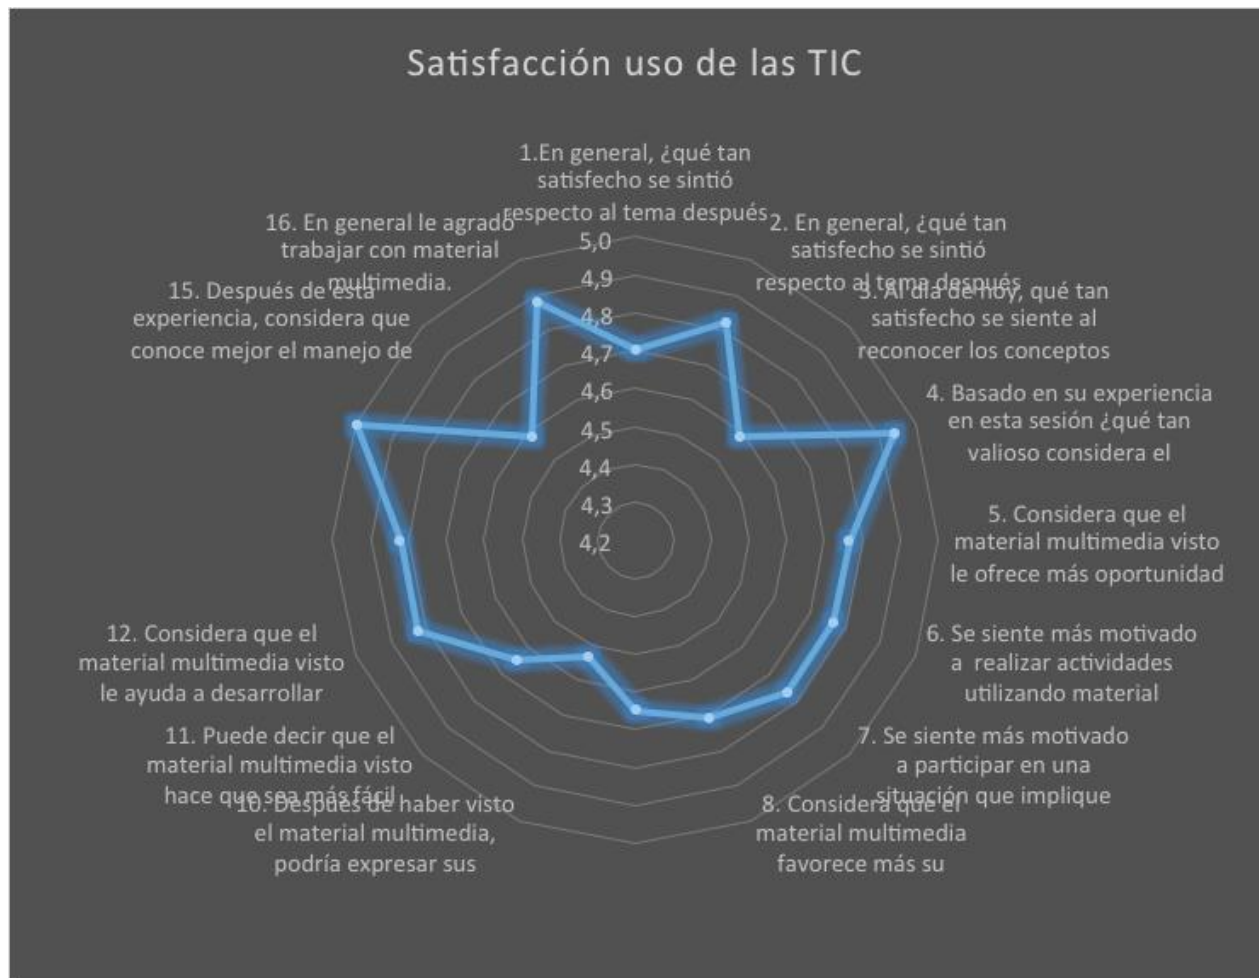 Satisfacción uso de las TIC
1.En general, ¿qué tan
satisfecho se sintió
respecto al tema después
2. En general, ¿qué tan
satisfecho se sintió
respecto al tema después
3. Al día de hoy, qué tan
satisfecho se siente al
reconocer los conceptos
4. Basado en su experiencia
en esta sesión ¿qué tan
valioso considera el
5. Considera que el
material multimedia visto
le ofrece más oportunidad
6. Se siente más motivado
a realizar actividades
utilizando material
7. Se siente más motivado
a participar en una
situación que implique
8. Considera que el
material multimedia
favorece más su
10. Después de haber visto
el material multimedia,
podría expresar sus
11. Puede decir que el
material multimedia visto
hace que sea más fácil
12. Considera que el
material multimedia visto
le ayuda a desarrollar
15. Después de esta
experiencia, considera que
conoce mejor el manejo de
16. En general le agradó
trabajar con material
multimedia.
5,0
4,9
4,8
4,7
4,6
4,5
4,4
4,3
4,2